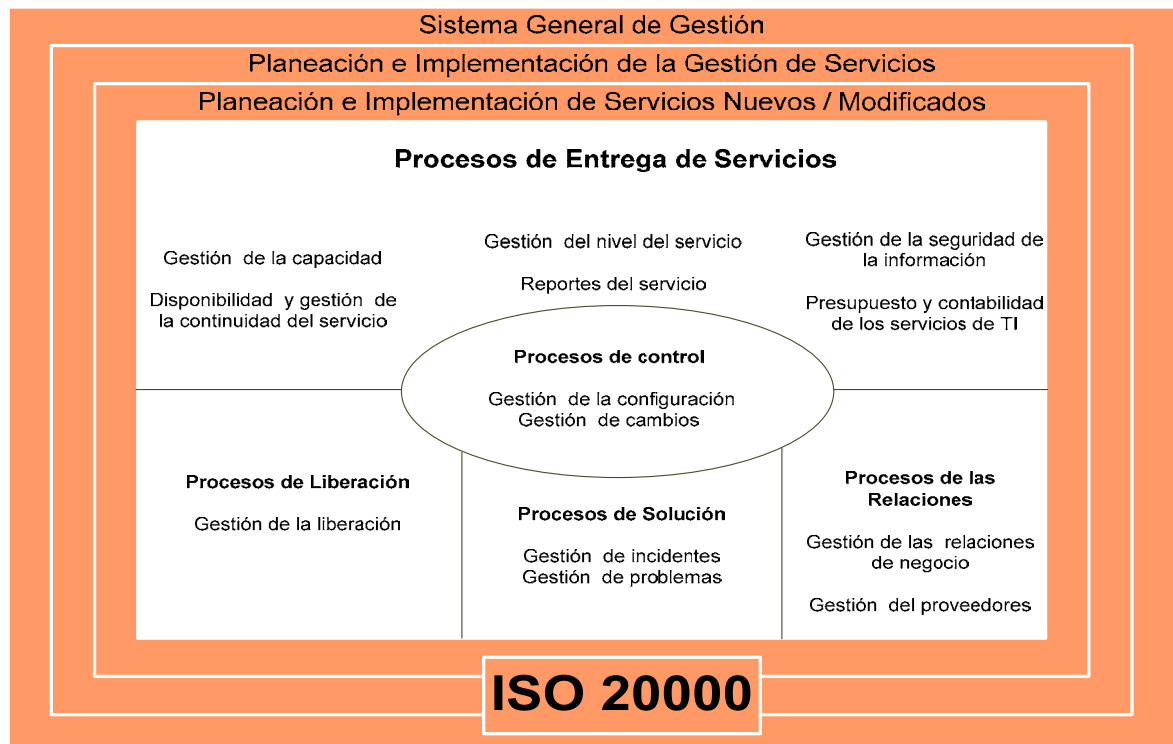 Sistema General de Gestión
Planeación e Implementación de la Gestión de Servicios
Planeación e Implementación de Servicios Nuevos / Modificados
Procesos de Entrega de Servicios
Gestión de la capacidad
Disponibilidad y gestión de
la continuidad del servicio
Gestión del nivel del servicio
Reportes del servicio
Gestión de la seguridad de
la información
Presupuesto y contabilidad
de los servicios de TI
Procesos de control
Gestión de la configuración
Gestión de cambios
Procesos de Liberación
Gestión de la liberación
Procesos de Solución
Gestión de incidentes
Gestión de problemas
Procesos de las
Relaciones
Gestión de las relaciones
de negocio
Gestión del proveedores
ISO 20000